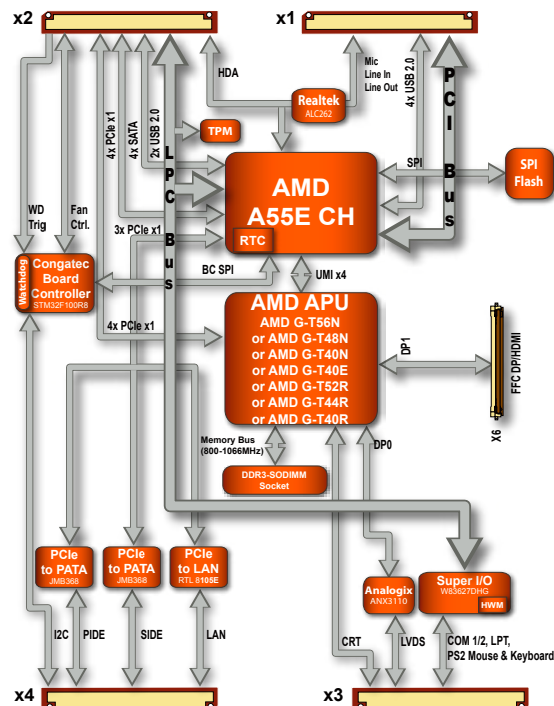 x2
x1
HDA
Mic
Line In
Line Out
4x USB 2.0
PCI Bus
Realtek
ALC262
4x PCIe x1
4x SATA
2x USB 2.0
LPC Bus
TPM
AMD
A55E CH
RTC
SPI
SPI
Flash
WD
Trig
Fan
Ctrl.
3x PCIe x1
Watchdog
Congatec
Board
Controller
STM32F100R8
BC SPI
UMI x4
4x PCIe x1
AMD APU
AMD G-T56N
or AMD G-T48N
or AMD G-T40N
or AMD G-T40E
or AMD G-T52R
or AMD G-T44R
or AMD G-T40R
DP1
FFC DP/HDMI
X6
Memory Bus
(800-1066MHz)
DP0
DDR3-SODIMM
Socket
PCIe
to PATA
JMB368
PCIe
to PATA
JMB368
PCIe
to LAN
RTL 8105E
Analogix
ANX3110
Super I/O
W83627DHG
HWM
I2C
PIDE
SIDE
LAN
CRT
LVDS
COM 1/2, LPT,
PS2 Mouse & Keyboard
x4
x3